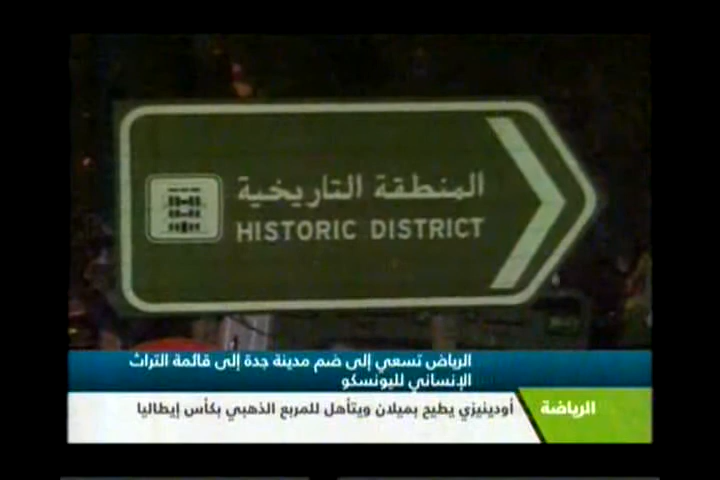 المنطقة التاريخية
HISTORIC DISTRICT
الرياض تسعي إلى ضم مدينة جدة إلى قائمة التراث
الإنساني لليونسكو
الرياضة
أودينيزي يطيح بميلان ويتأهل للمربع الذهبي بكأس إيطاليا